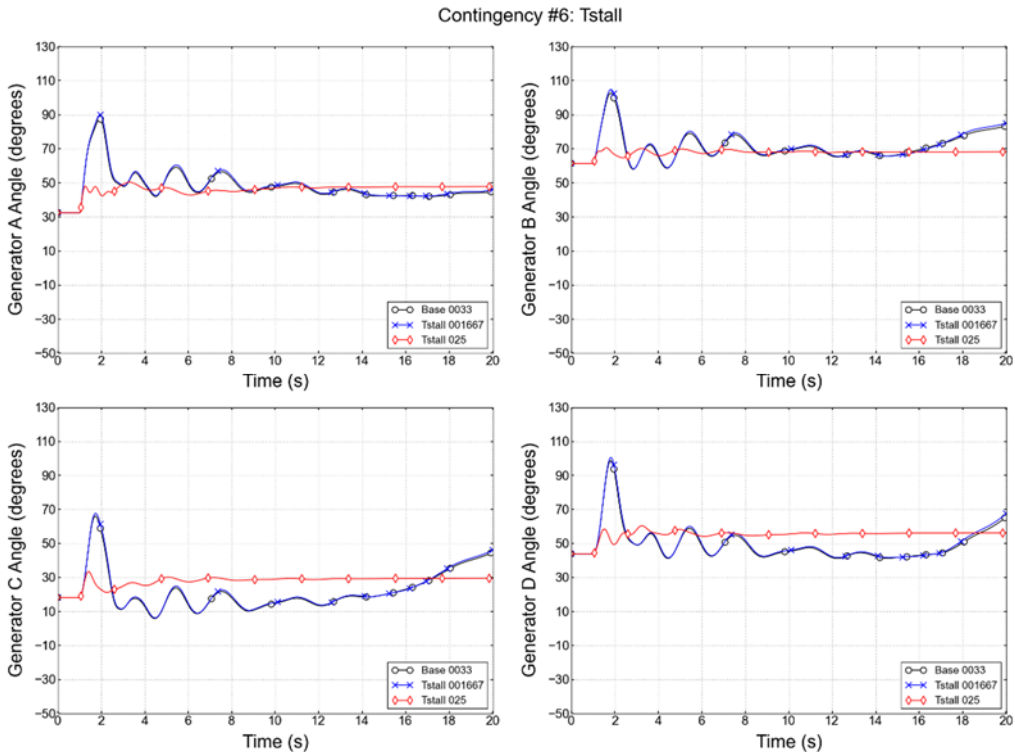 Contingency #6: Tstall
Generator A Angle (degrees)
130
110
90
70
50
30
10
−10
−30
−50
0 2 4 6 8 10 12 14 16 18 20
Time (s)
Base 0033
Tstall 001667
Tstall 025
Generator B Angle (degrees)
130
110
90
70
50
30
10
−10
−30
−50
0 2 4 6 8 10 12 14 16 18 20
Time (s)
Base 0033
Tstall 001667
Tstall 025
Generator C Angle (degrees)
130
110
90
70
50
30
10
−10
−30
−50
0 2 4 6 8 10 12 14 16 18 20
Time (s)
Base 0033
Tstall 001667
Tstall 025
Generator D Angle (degrees)
130
110
90
70
50
30
10
−10
−30
−50
0 2 4 6 8 10 12 14 16 18 20
Time (s)
Base 0033
Tstall 001667
Tstall 025